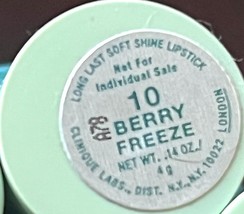 LONG LAST SOFT SHINE LIPSTICK
Not For
Individual Sale
10
BERRY
FREEZE
NET WT. .14 OZ./
4 g
CLINIQUE LABS., DIST. N.Y., N.Y. 10022
LONDON